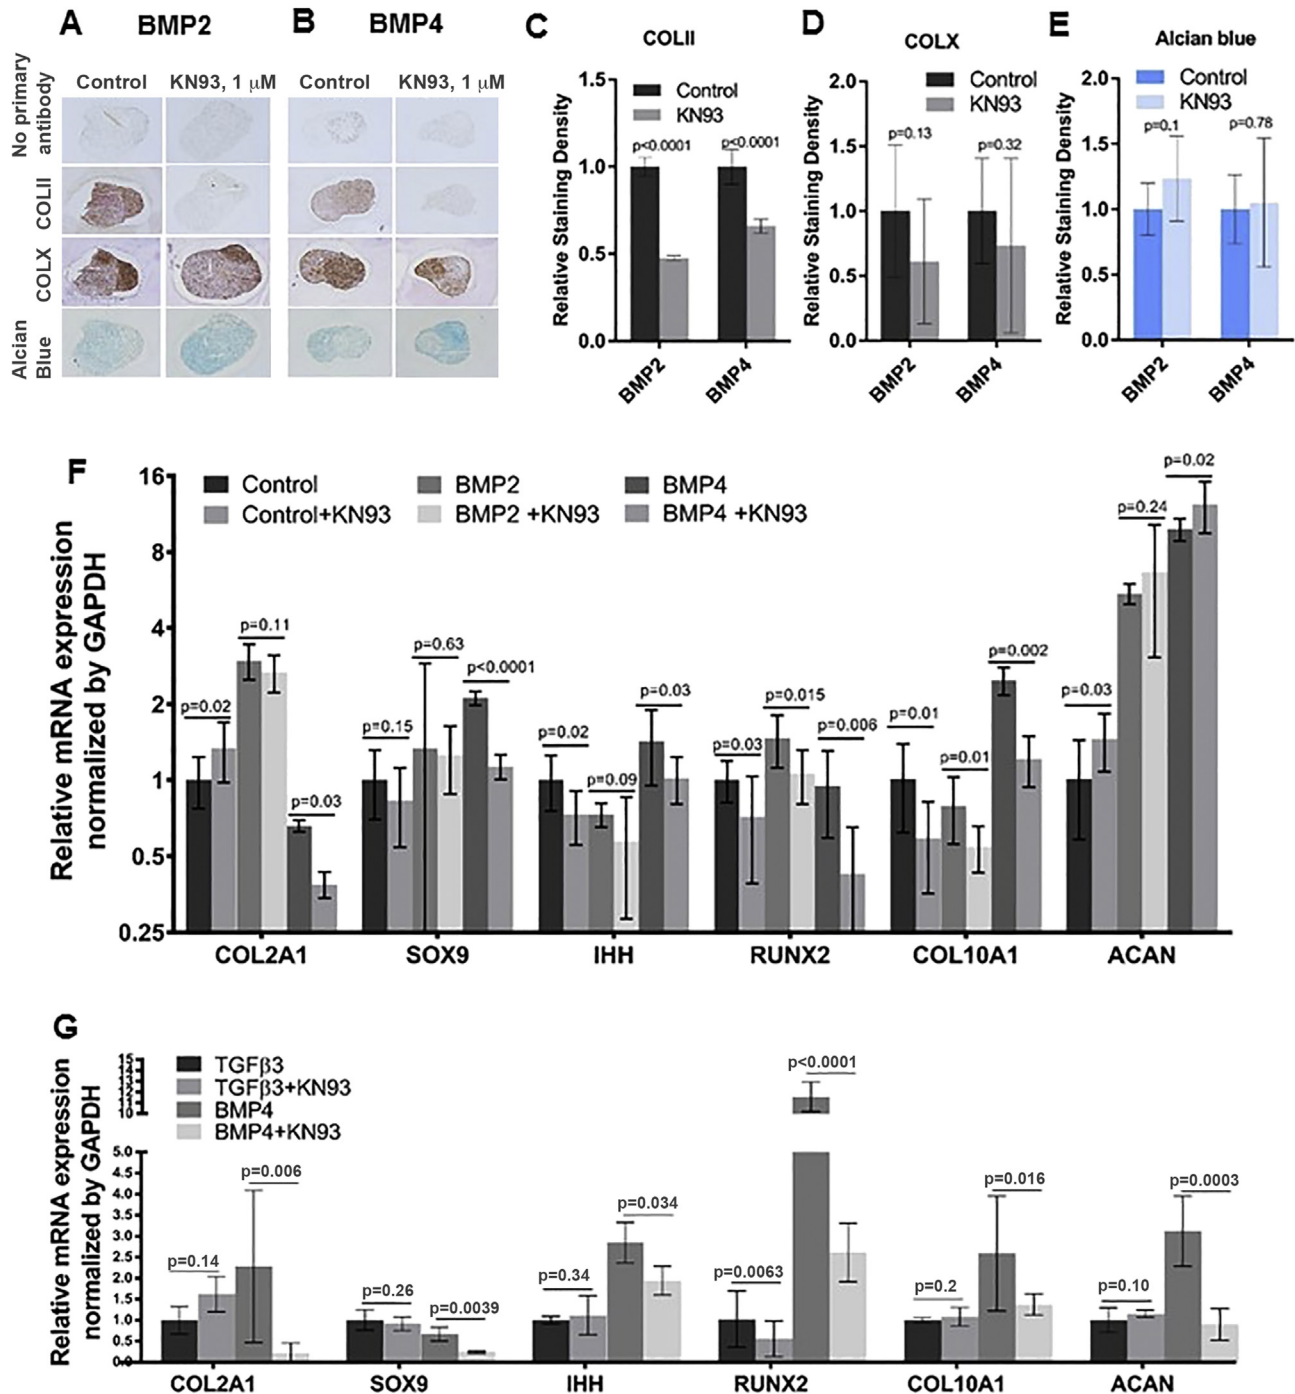 A BMP2
B BMP4
Control KN93, 1 µM Control KN93, 1 µM
No primary
antibody
COLII
COLX
Alcian
Blue
C
COLII
Relative Staining Density
1.5
1.0
0.5
0.0
Control
KN93
p<0.0001 p<0.0001
BMP2 BMP4
D
COLX
Relative Staining Density
2.0
1.5
1.0
0.5
0.0
Control
KN93
p=0.13 p=0.32
BMP2 BMP4
E
Alcian blue
Relative Staining Density
2.0
1.5
1.0
0.5
0.0
Control
KN93
p=0.1 p=0.78
BMP2 BMP4
F
Relative mRNA expression
normalized by GAPDH
16
8
4
2
1
0.5
0.25
Control BMP2 BMP4
Control+KN93 BMP2 +KN93 BMP4 +KN93
p=0.02 p=0.11 p=0.03
p=0.15 p=0.63 p<0.0001
p=0.02 p=0.09 p=0.03
p=0.03 p=0.015 p=0.006
p=0.01 p=0.01 p=0.002
p=0.03 p=0.24 p=0.02
COL2A1 SOX9 IHH RUNX2 COL10A1 ACAN
G
Relative mRNA expression
normalized by GAPDH
15
14
13
12
11
10
5.0
4.5
4.0
3.5
3.0
2.5
2.0
1.5
1.0
0.5
0.0
TGFβ3
TGFβ3+KN93
BMP4
BMP4+KN93
p=0.14 p=0.006
p=0.26 p=0.0039
p=0.34 p=0.034
p=0.0063 p<0.0001
p=0.2 p=0.016
p=0.10 p=0.0003
COL2A1 SOX9 IHH RUNX2 COL10A1 ACAN